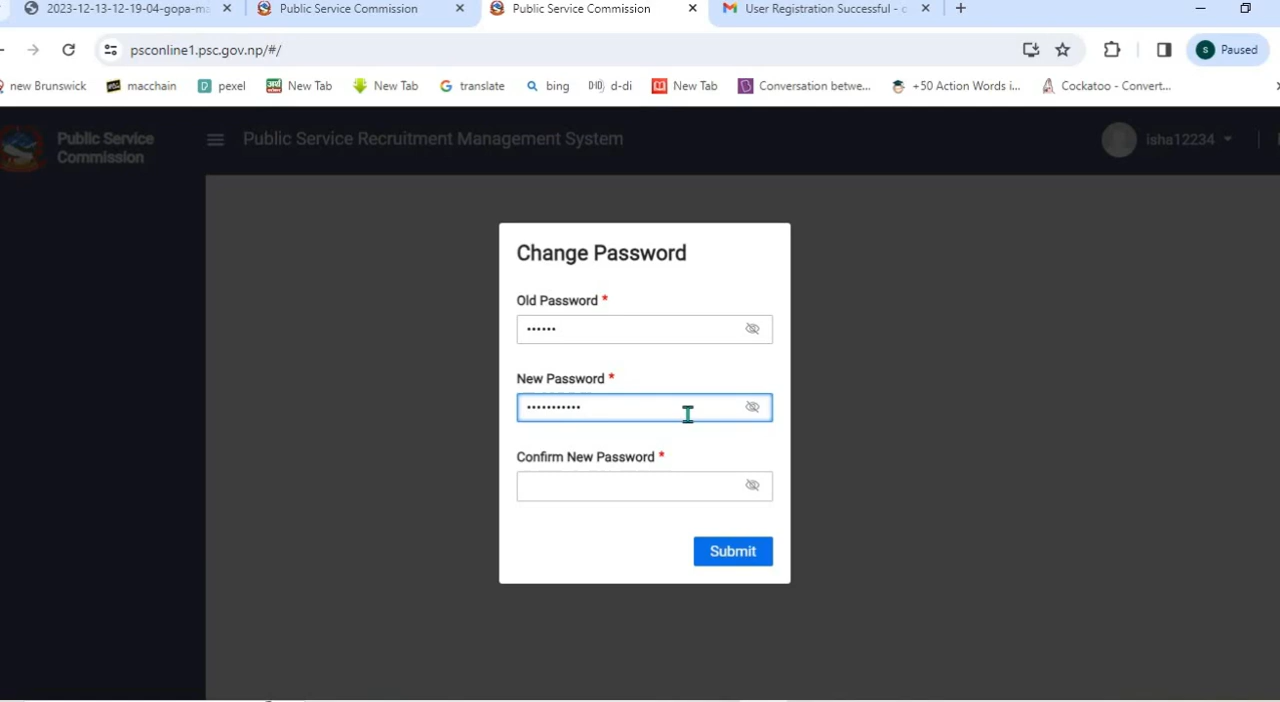 2023-12-13-12-19-04-gopa-ma
Public Service Commission
Public Service Commission
User Registration Successful - c
psconline1.psc.gov.np/#/
S Paused
new Brunswick
macchain
pexel
New Tab
New Tab
translate
bing
d-di
New Tab
Conversation betwe...
+50 Action Words i...
Cockatoo - Convert...
Public Service
Commission
Public Service Recruitment Management System
isha12234
Change Password
Old Password *
••••••
New Password *
•••••••••••
Confirm New Password *
Submit